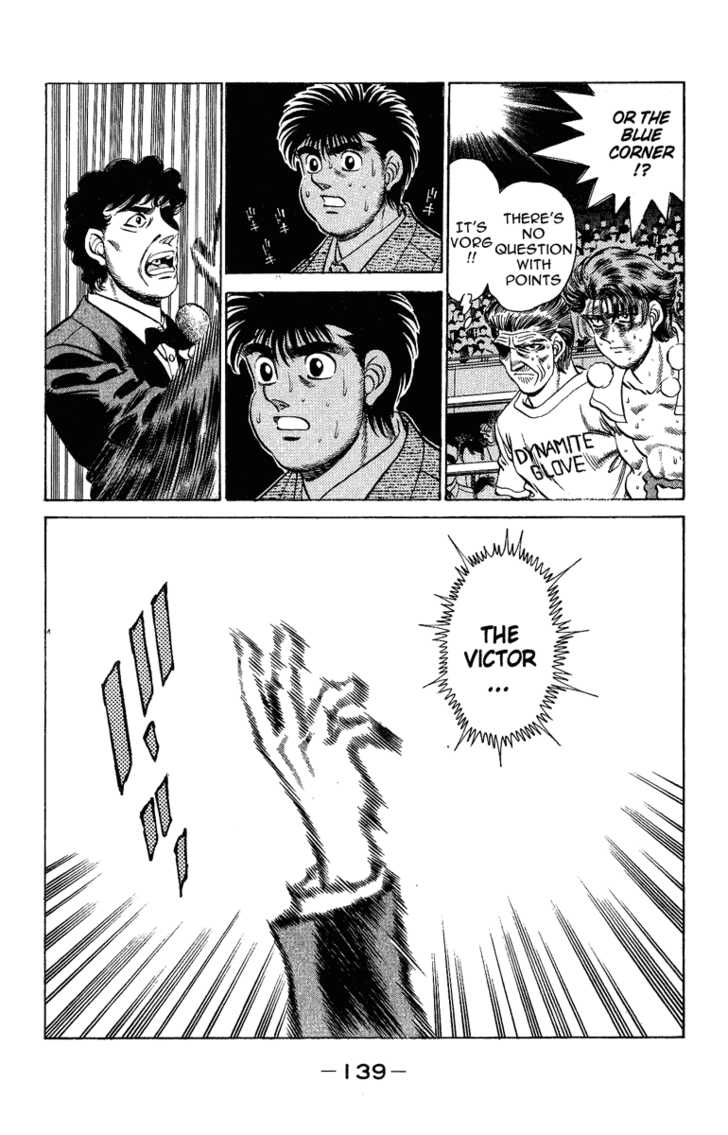 OR THE
BLUE
CORNER
!?
THERE'S
NO
QUESTION
WITH
POINTS
IT'S
VORG
!!
DYNAMITE
GLOVE
THE
VICTOR
...
-139-